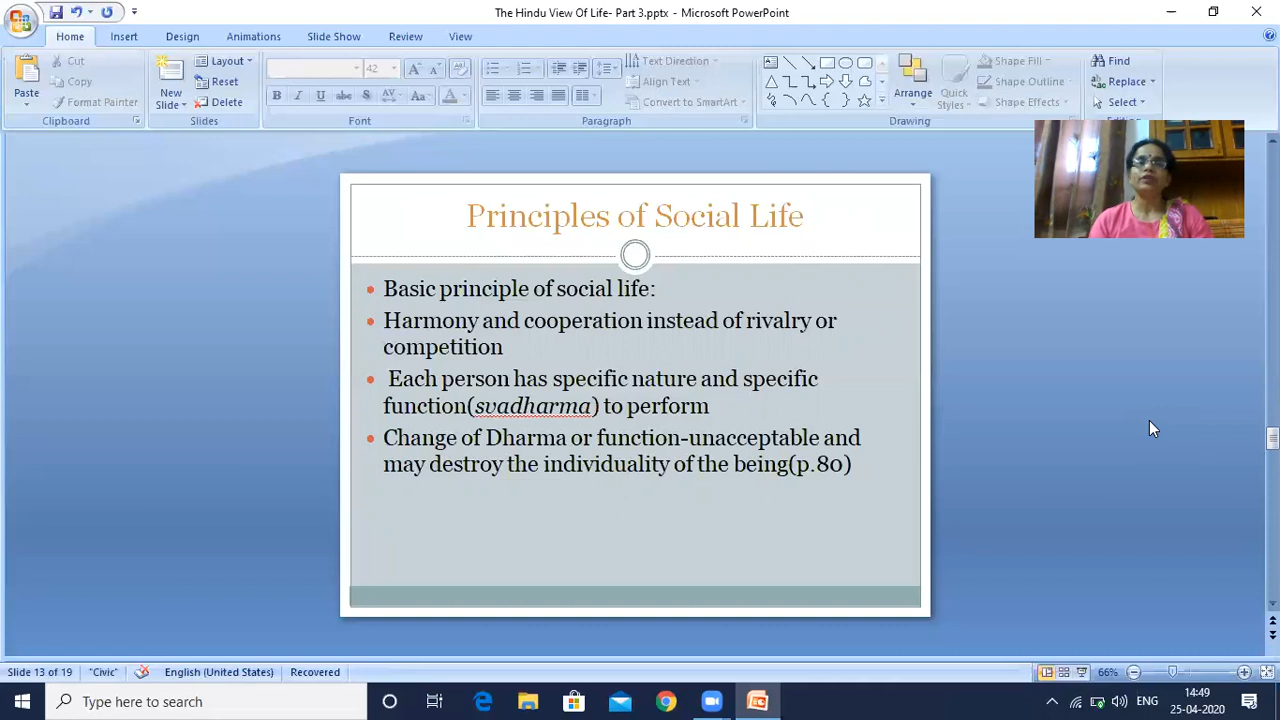 The Hindu View Of Life- Part 3.pptx - Microsoft PowerPoint
Home Insert Design Animations Slide Show Review View
Paste
Cut
Copy
Format Painter
Clipboard
New Slide
Layout
Reset
Delete
Slides
42
B I U abc S AV Aa A
Font
Text Direction
Align Text
Convert to SmartArt
Paragraph
Arrange
Quick Styles
Shape Fill
Shape Outline
Shape Effects
Drawing
Find
Replace
Select
Principles of Social Life
Basic principle of social life:
Harmony and cooperation instead of rivalry or
competition
Each person has specific nature and specific
function(svadharma) to perform
Change of Dharma or function-unacceptable and
may destroy the individuality of the being(p.80)
Slide 13 of 19 "Civic" English (United States) Recovered 66%
Type here to search
ENG
14:49
25-04-2020